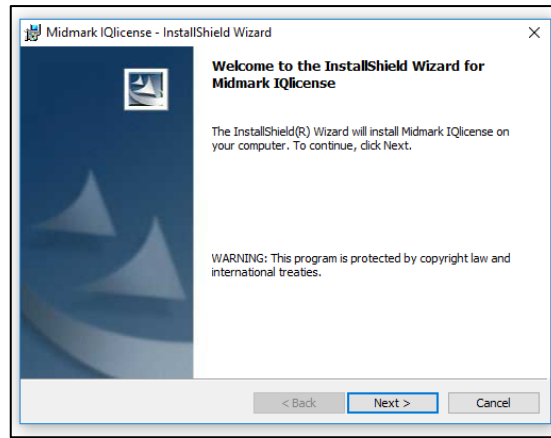 Midmark IQlicense - InstallShield Wizard
Welcome to the InstallShield Wizard for
Midmark IQlicense
The InstallShield(R) Wizard will install Midmark IQlicense on
your computer. To continue, click Next.
WARNING: This program is protected by copyright law and
international treaties.
< Back Next > Cancel